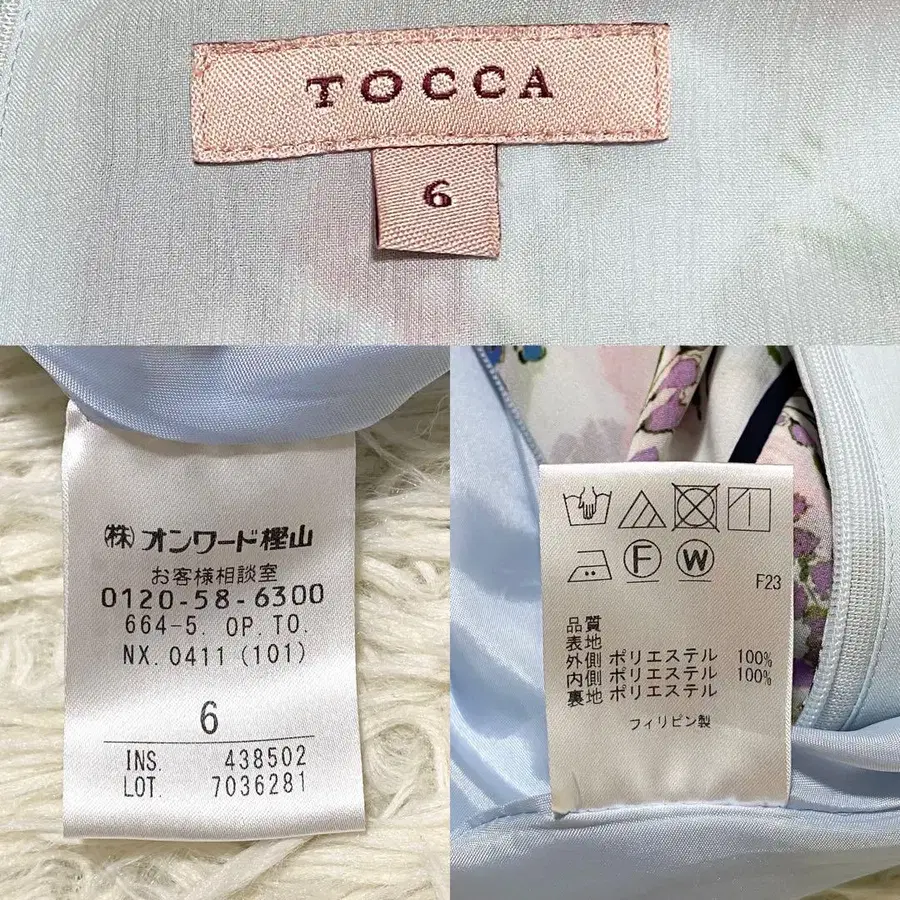 TOCCA
6
㈱オンワード樫山
お客様相談室
0120-58-6300
664-5. OP. TO.
NX. 0411 (101)
6
INS. 438502
LOT. 7036281
F
W
F23
品質
表地
外側 ポリエステル 100%
内側 ポリエステル 100%
裏地 ポリエステル
フィリピン製